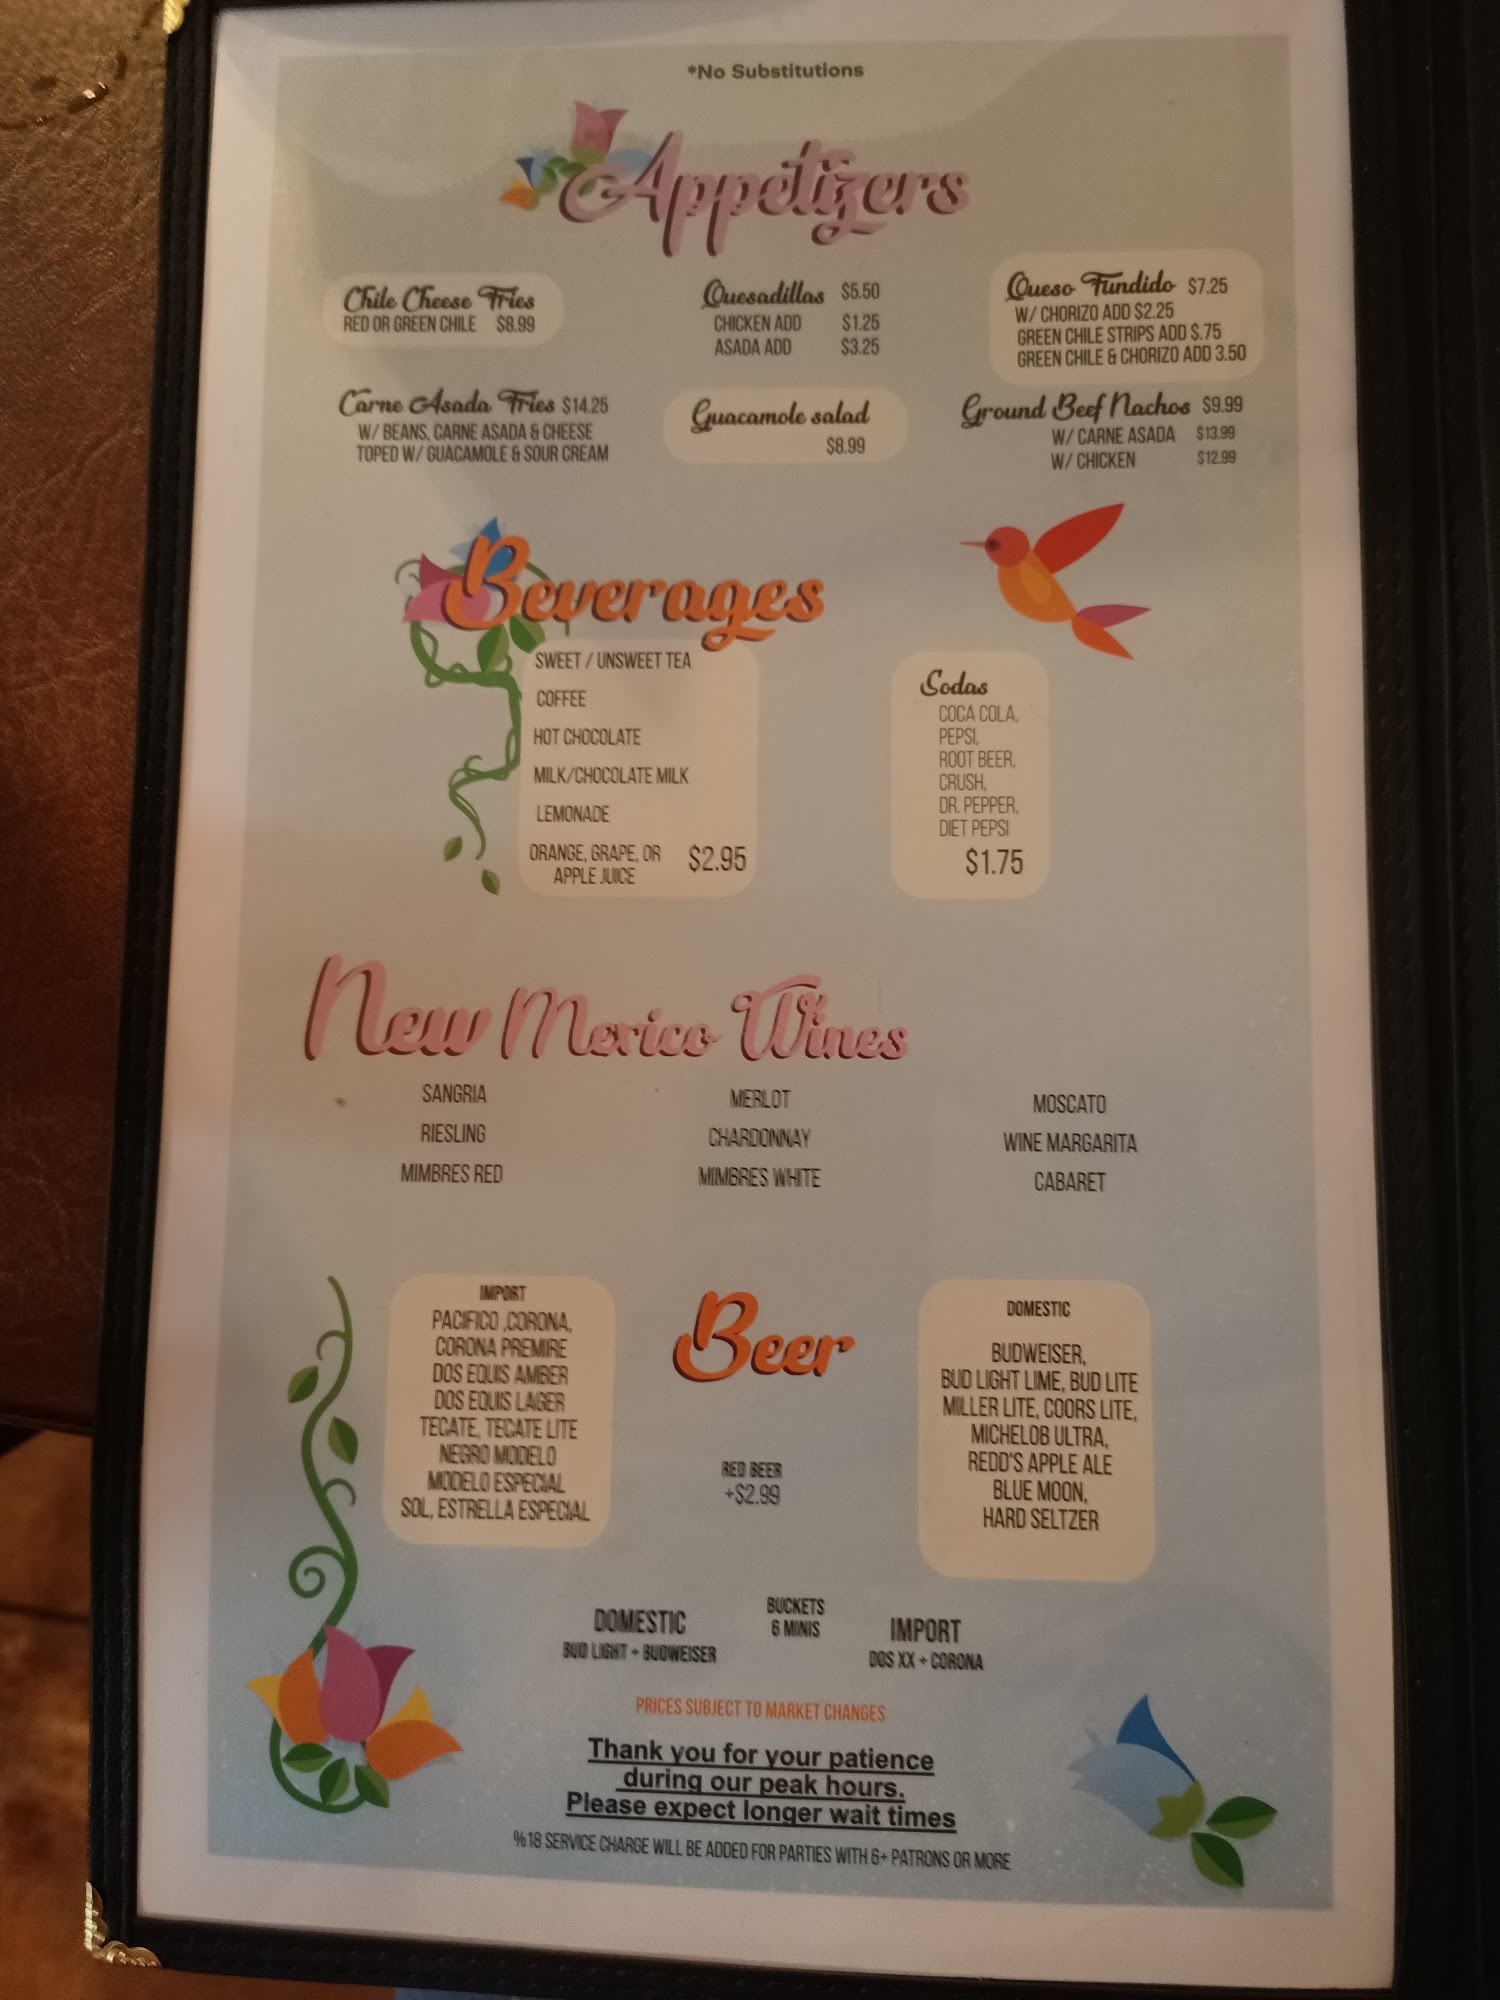 *No Substitutions
Appetizers
Chile Cheese Fries
RED OR GREEN CHILE $8.99
Quesadillas $5.50
CHICKEN ADD $1.25
ASADA ADD $3.25
Queso Fundido $7.25
W/ CHORIZO ADD $2.25
GREEN CHILE STRIPS ADD $.75
GREEN CHILE & CHORIZO ADD 3.50
Carne Asada Fries $14.25
W/ BEANS, CARNE ASADA & CHEESE
TOPED W/ GUACAMOLE & SOUR CREAM
Guacamole salad
$8.99
Ground Beef Nachos $9.99
W/ CARNE ASADA $13.99
W/ CHICKEN $12.99
Beverages
SWEET / UNSWEET TEA
COFFEE
HOT CHOCOLATE
MILK/CHOCOLATE MILK
LEMONADE
ORANGE, GRAPE, OR $2.95
APPLE JUICE
Sodas
COCA COLA,
PEPSI,
ROOT BEER,
CRUSH,
DR. PEPPER,
DIET PEPSI
$1.75
New Mexico Wines
SANGRIA
RIESLING
MIMBRES RED
MERLOT
CHARDONNAY
MIMBRES WHITE
MOSCATO
WINE MARGARITA
CABARET
IMPORT
PACIFICO ,CORONA,
CORONA PREMIRE
DOS EQUIS AMBER
DOS EQUIS LAGER
TECATE, TECATE LITE
NEGRO MODELO
MODELO ESPECIAL
SOL, ESTRELLA ESPECIAL
Beer
RED BEER
+$2.99
DOMESTIC
BUDWEISER,
BUD LIGHT LIME, BUD LITE
MILLER LITE, COORS LITE,
MICHELOB ULTRA,
REDD'S APPLE ALE
BLUE MOON,
HARD SELTZER
BUCKETS
6 MINIS
DOMESTIC
BUD LIGHT + BUDWEISER
IMPORT
DOS XX + CORONA
PRICES SUBJECT TO MARKET CHANGES
Thank you for your patience
during our peak hours.
Please expect longer wait times
%18 SERVICE CHARGE WILL BE ADDED FOR PARTIES WITH 6+ PATRONS OR MORE